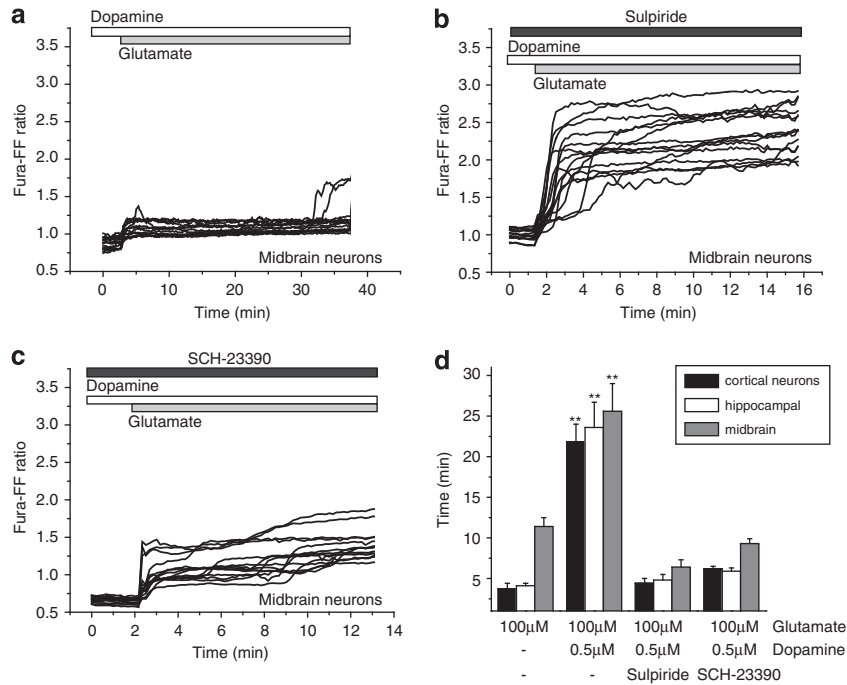 a
Dopamine
Glutamate
Fura-FF ratio
3.5
3.0
2.5
2.0
1.5
1.0
0.5
0 10 20 30 40
Midbrain neurons
Time (min)
b
Sulpiride
Dopamine
Glutamate
Fura-FF ratio
3.5
3.0
2.5
2.0
1.5
1.0
0.5
0 2 4 6 8 10 12 14 16
Midbrain neurons
Time (min)
c
SCH-23390
Dopamine
Glutamate
Fura-FF ratio
3.5
3.0
2.5
2.0
1.5
1.0
0.5
0 2 4 6 8 10 12 14
Midbrain neurons
Time (min)
d
Time (min)
30
25
20
15
10
5
** ** **
cortical neurons
hippocampal
midbrain
100µM 100µM 100µM 100µM Glutamate
- 0.5µM 0.5µM 0.5µM Dopamine
- - Sulpiride SCH-23390